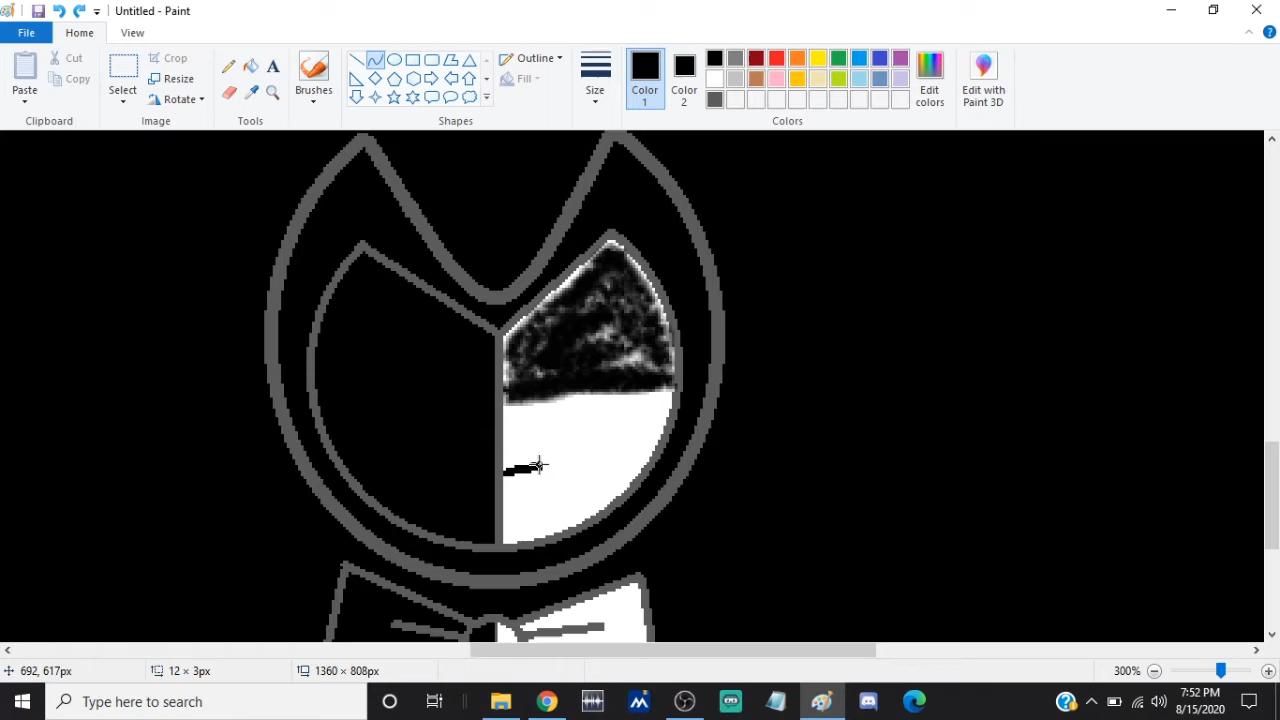 Untitled - Paint
File
Home
View
Paste
Cut
Copy
Clipboard
Select
Crop
Resize
Rotate
Image
A
Tools
Brushes
Outline
Fill
Shapes
Size
Color 1
Color 2
Edit colors
Colors
Edit with Paint 3D
692, 617px
12 × 3px
1360 × 808px
300%
Type here to search
7:52 PM
8/15/2020